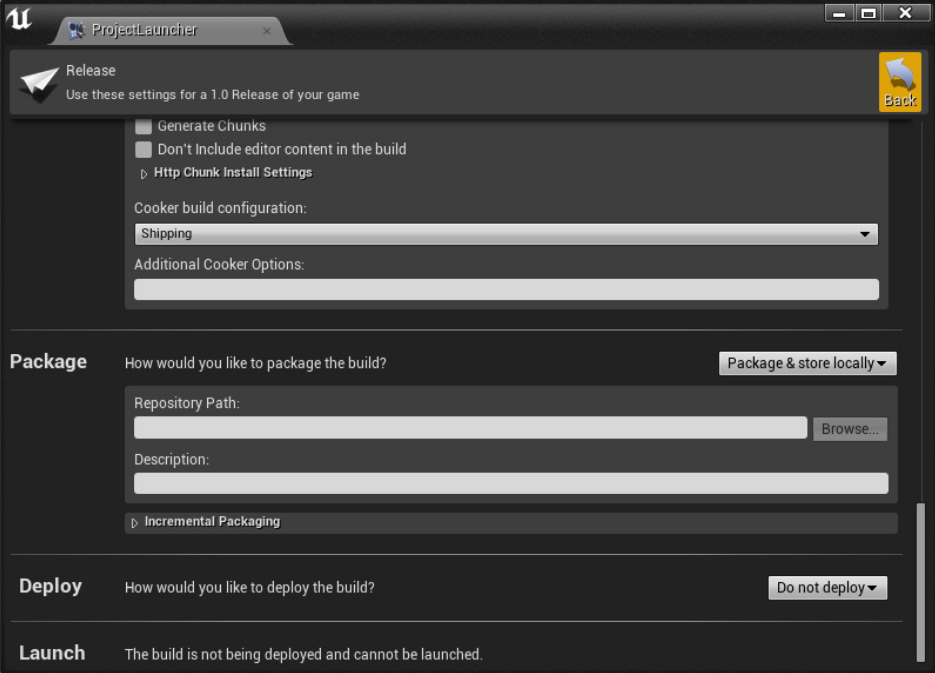 ProjectLauncher
Release
Use these settings for a 1.0 Release of your game
Back
Generate Chunks
Don't Include editor content in the build
Http Chunk Install Settings
Cooker build configuration:
Shipping
Additional Cooker Options:
Package
How would you like to package the build?
Package & store locally
Repository Path:
Browse...
Description:
Incremental Packaging
Deploy
How would you like to deploy the build?
Do not deploy
Launch
The build is not being deployed and cannot be launched.